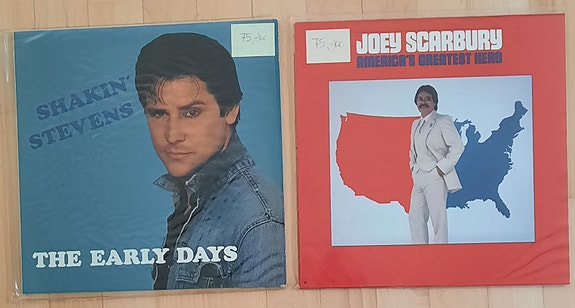 75,-kr
SHAKIN'
STEVENS
THE EARLY DAYS
75,-kr
JOEY SCARBURY
AMERICA'S GREATEST HERO